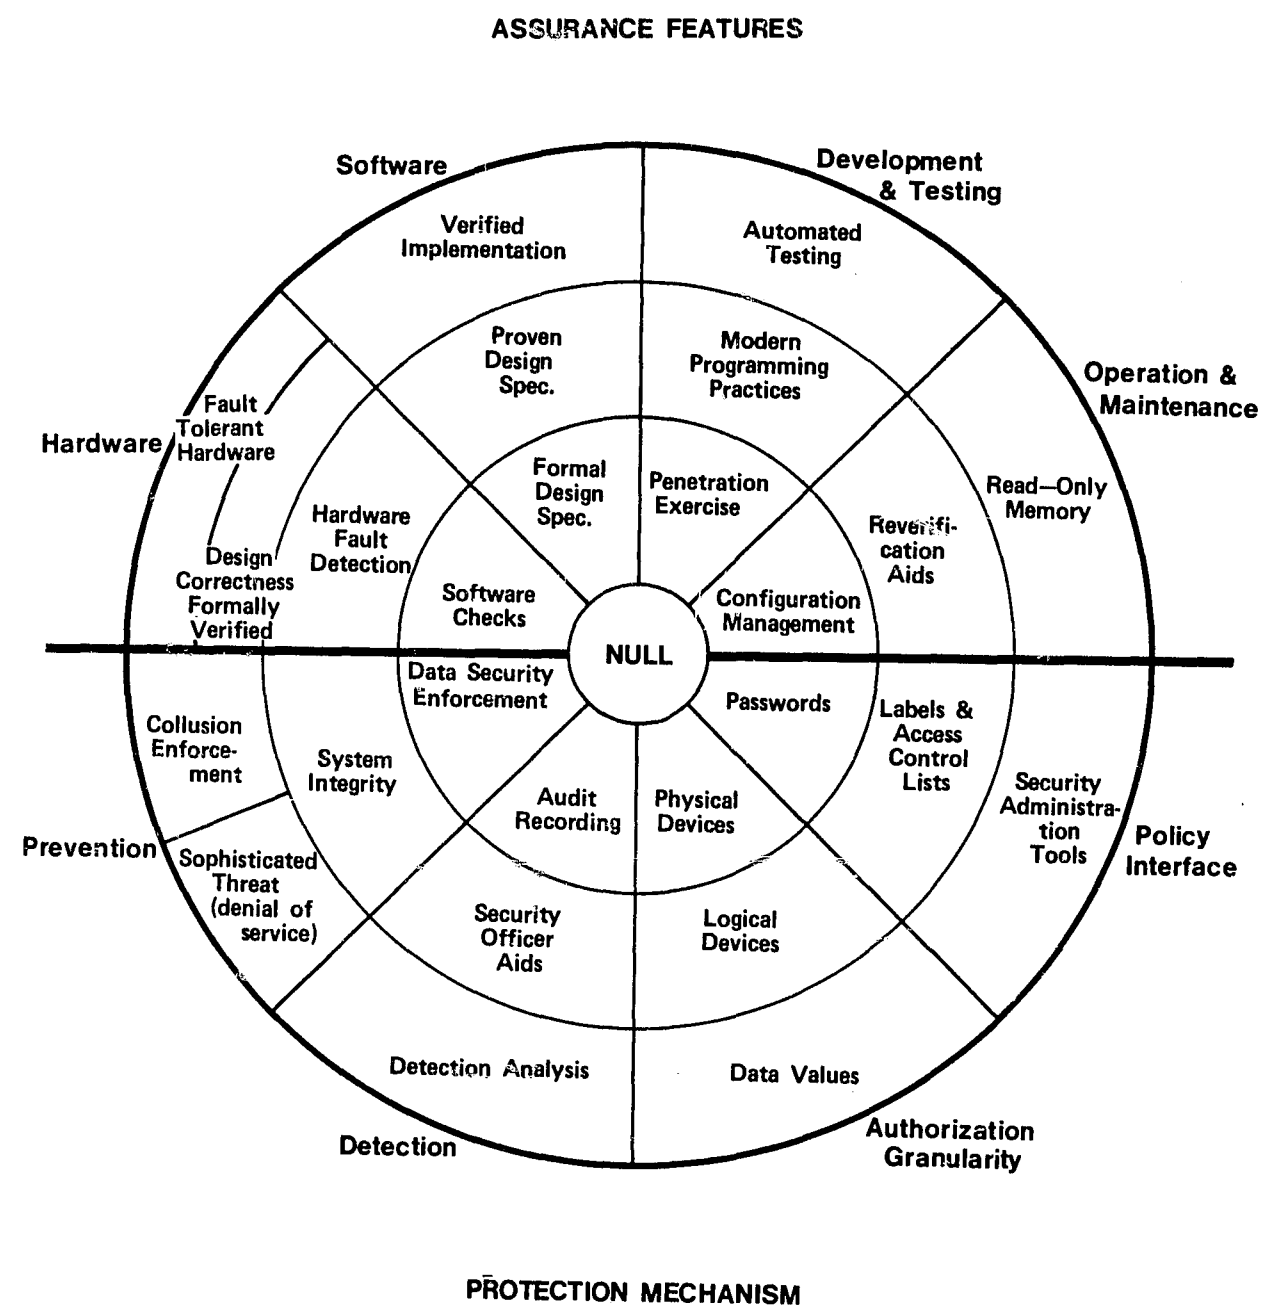 ASSURANCE FEATURES
Software
Development
& Testing
Verified
Implementation
Automated
Testing
Proven
Design
Spec.
Modern
Programming
Practices
Operation &
Maintenance
Hardware
Fault
Tolerant
Hardware
Formal
Design
Spec.
Penetration
Exercise
Read—Only
Memory
Hardware
Fault
Detection
Reverifi-
cation
Aids
Design
Correctness
Formally
Verified
Software
Checks
Configuration
Management
NULL
Data Security
Enforcement
Passwords
Labels &
Access
Control
Lists
Collusion
Enforce-
ment
System
Integrity
Security
Administra-
tion
Tools
Audit
Recording
Physical
Devices
Prevention
Policy
Interface
Sophisticated
Threat
(denial of
service)
Security
Officer
Aids
Logical
Devices
Detection Analysis
Data Values
Detection
Authorization
Granularity
PROTECTION MECHANISM